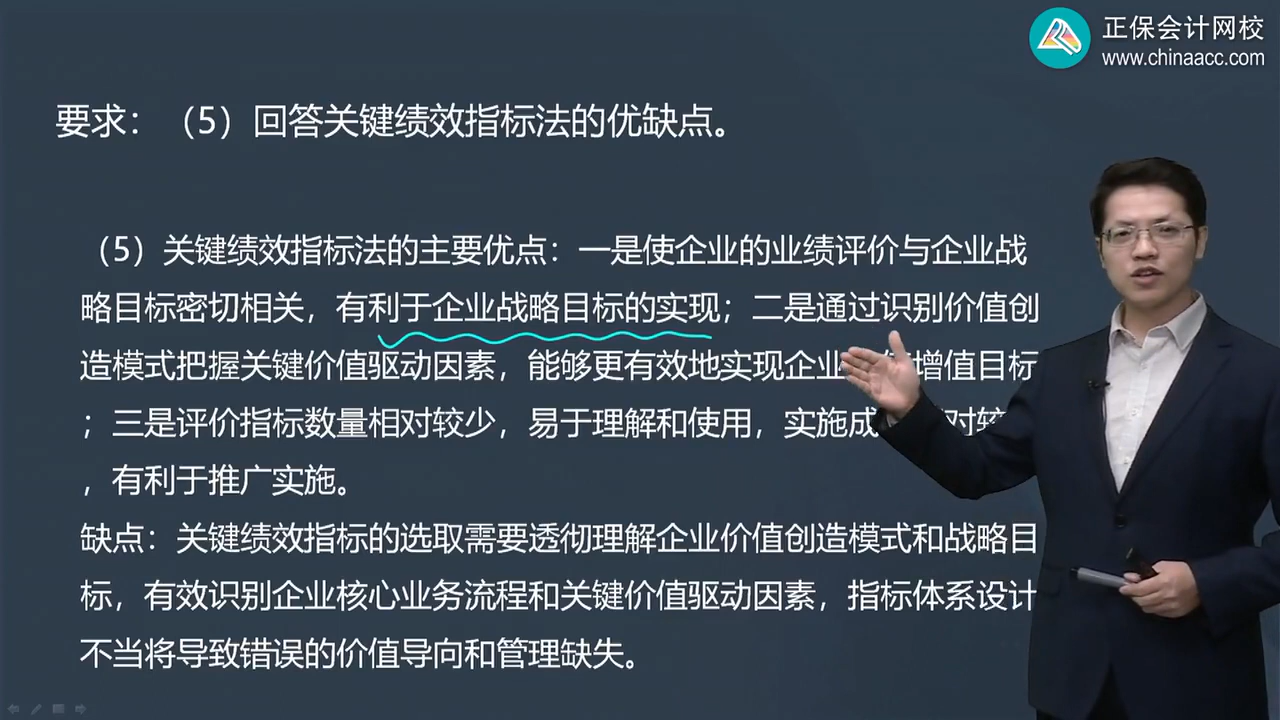 正保会计网校
www.chinaacc.com
要求：（5）回答关键绩效指标法的优缺点。
（5）关键绩效指标法的主要优点：一是使企业的业绩评价与企业战
略目标密切相关，有利于企业战略目标的实现；二是通过识别价值创
造模式把握关键价值驱动因素，能够更有效地实现企业 值增值目标
；三是评价指标数量相对较少，易于理解和使用，实施成 对较
，有利于推广实施。
缺点：关键绩效指标的选取需要透彻理解企业价值创造模式和战略目
标，有效识别企业核心业务流程和关键价值驱动因素，指标体系设计
不当将导致错误的价值导向和管理缺失。